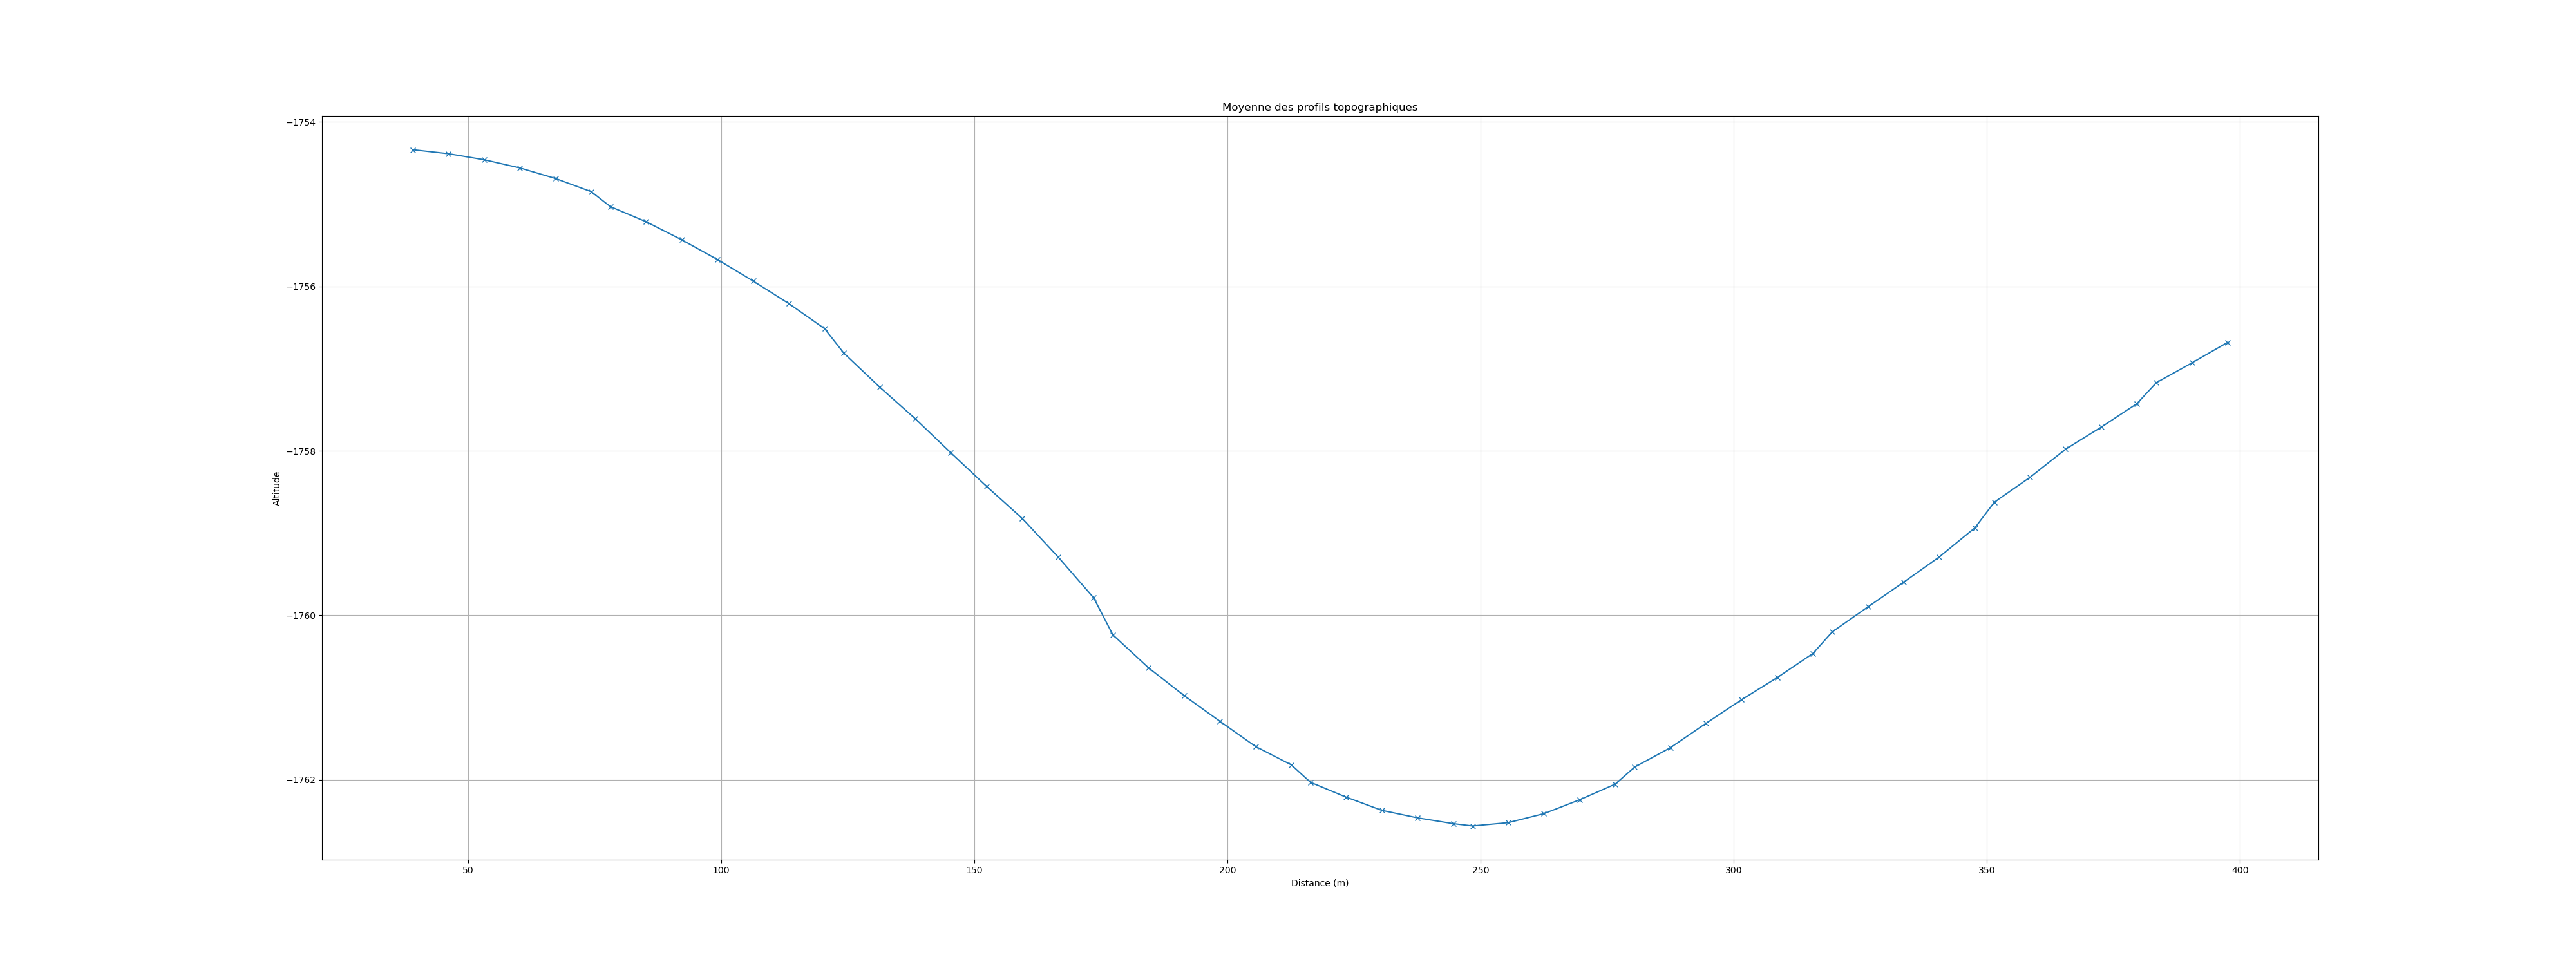 Moyenne des profils topographiques
−1754
−1756
−1758
−1760
−1762
Altitude
50 100 150 200 250 300 350 400
Distance (m)